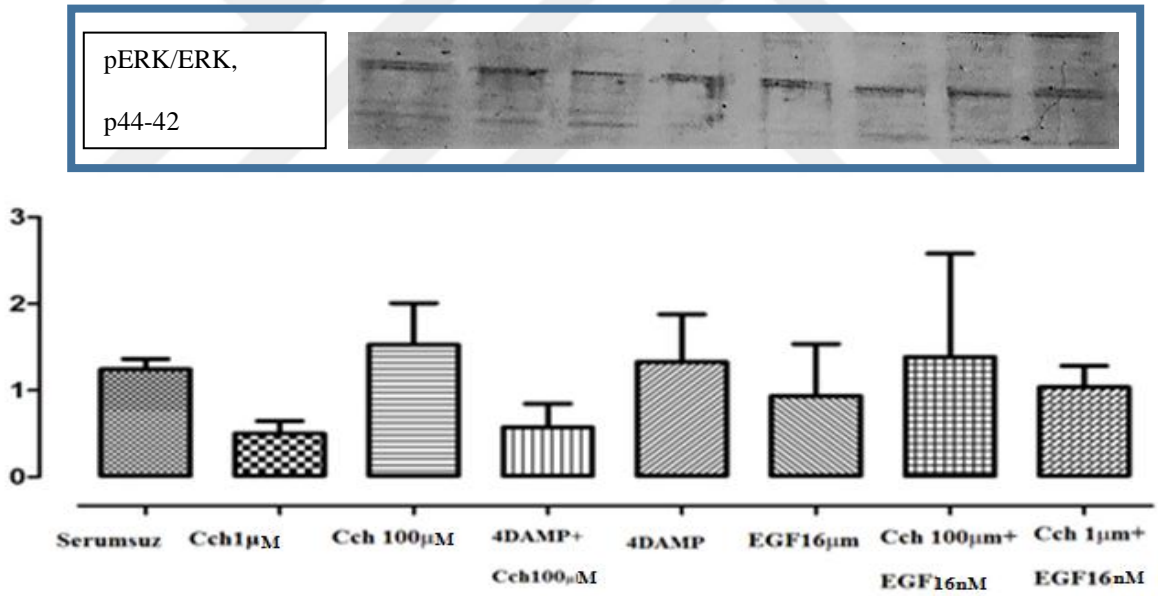 pERK/ERK,
p44-42
3
2
1
0
Serumsuz
Cch1µM
Cch 100µM
4DAMP+
Cch100µM
4DAMP
EGF16µm
Cch 100µm+
EGF16nM
Cch 1µm+
EGF16nM